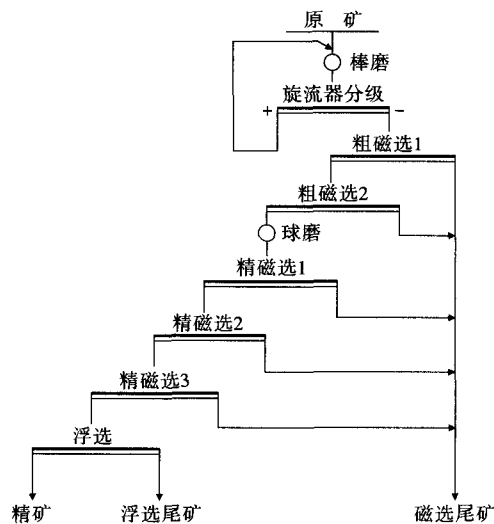 原 矿
棒磨
旋流器分级
+ −
粗磁选1
粗磁选2
球磨
精磁选1
精磁选2
精磁选3
浮选
精矿 浮选尾矿 磁选尾矿